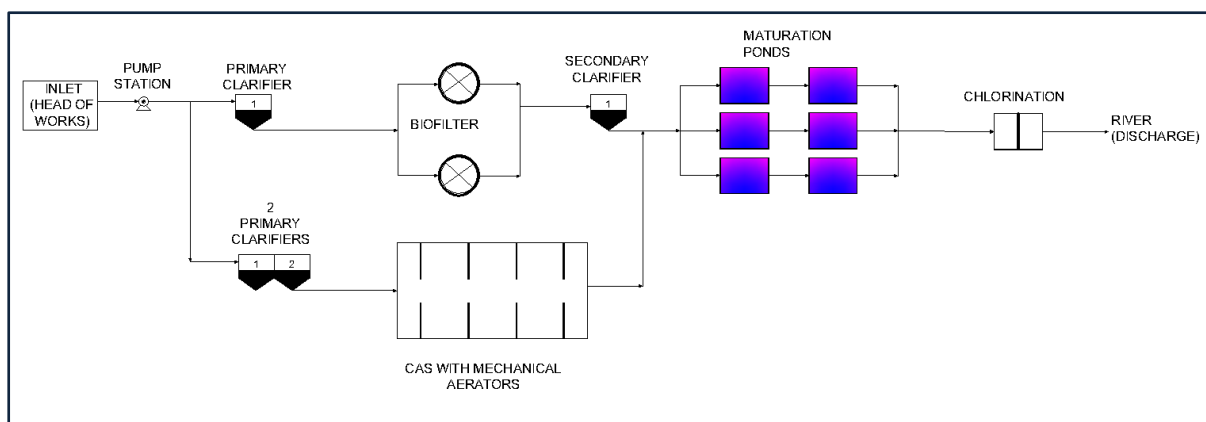 INLET
(HEAD OF
WORKS)
PUMP
STATION
PRIMARY
CLARIFIER
1
BIOFILTER
SECONDARY
CLARIFIER
1
MATURATION
PONDS
CHLORINATION
RIVER
(DISCHARGE)
2
PRIMARY
CLARIFIERS
1 2
CAS WITH MECHANICAL
AERATORS